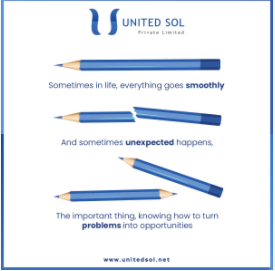 UNITED SOL
Private Limited
Sometimes in life, everything goes smoothly
And sometimes unexpected happens,
The important thing, knowing how to turn
problems into opportunities
www.unitedsol.net